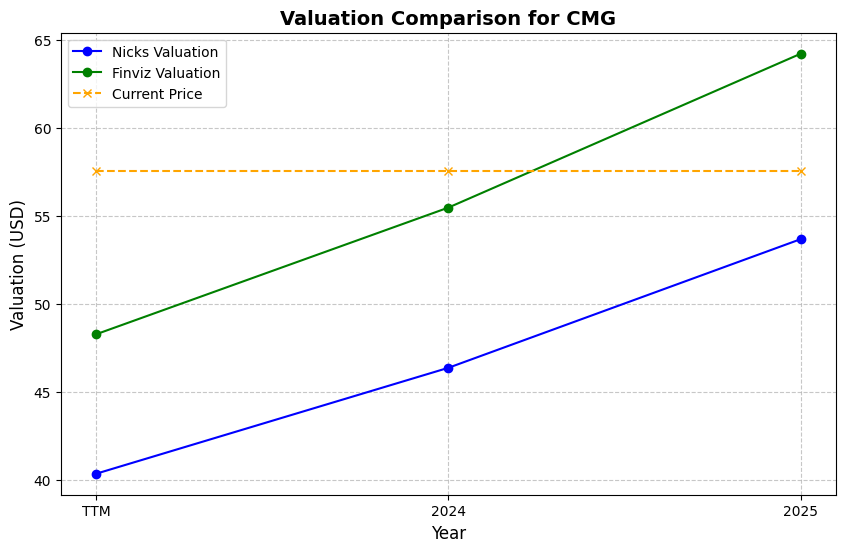 Valuation Comparison for CMG
Nicks Valuation
Finviz Valuation
Current Price
Valuation (USD)
65
60
55
50
45
40
TTM
2024
2025
Year